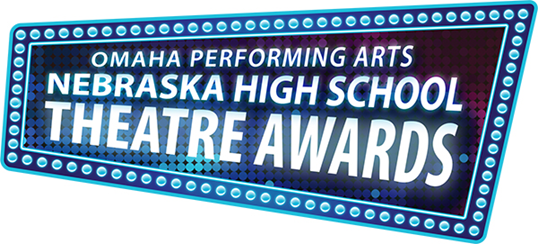 OMAHA PERFORMING ARTS
NEBRASKA HIGH SCHOOL
THEATRE AWARDS